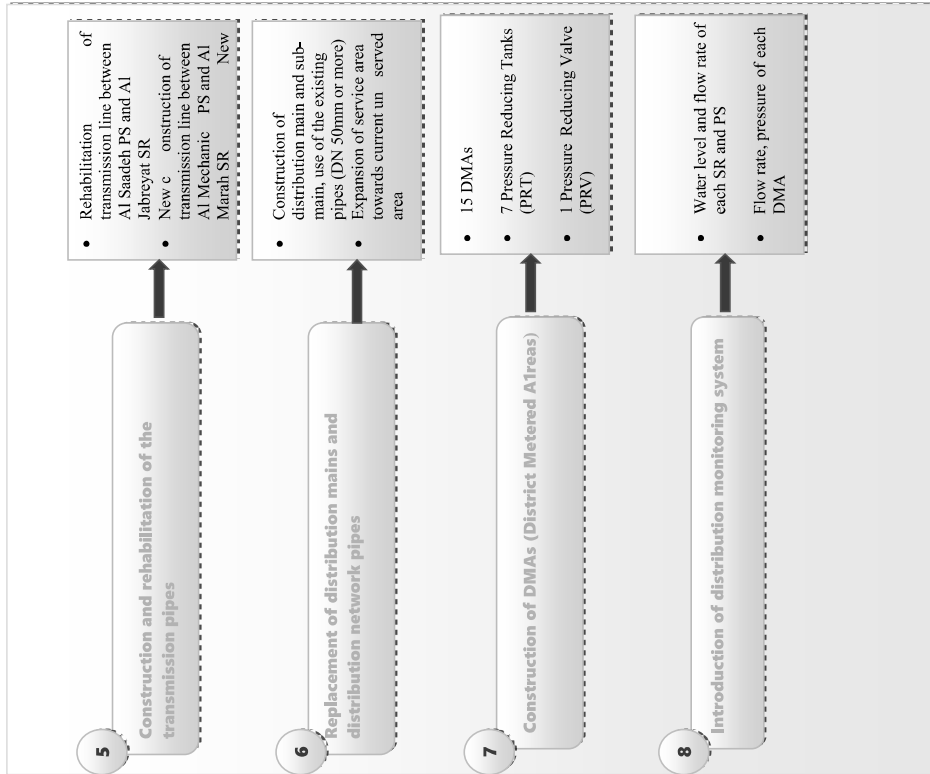 5
Construction and rehabilitation of the
transmission pipes
• Rehabilitation of
transmission line between
Al Saadeh PS and Al
Jabreyat SR
• New c onstruction of
transmission line between
Al Mechanic PS and Al
Marah SR New
6
Replacement of distribution mains and
distribution network pipes
• Construction of
distribution main and sub-
main, use of the existing
pipes (DN 50mm or more)
• Expansion of service area
towards current un served
area
7
Construction of DMAs (District Metered A1reas)
• 15 DMAs
• 7 Pressure Reducing Tanks
(PRT)
• 1 Pressure Reducing Valve
(PRV)
8
Introduction of distribution monitoring system
• Water level and flow rate of
each SR and PS
• Flow rate, pressure of each
DMA